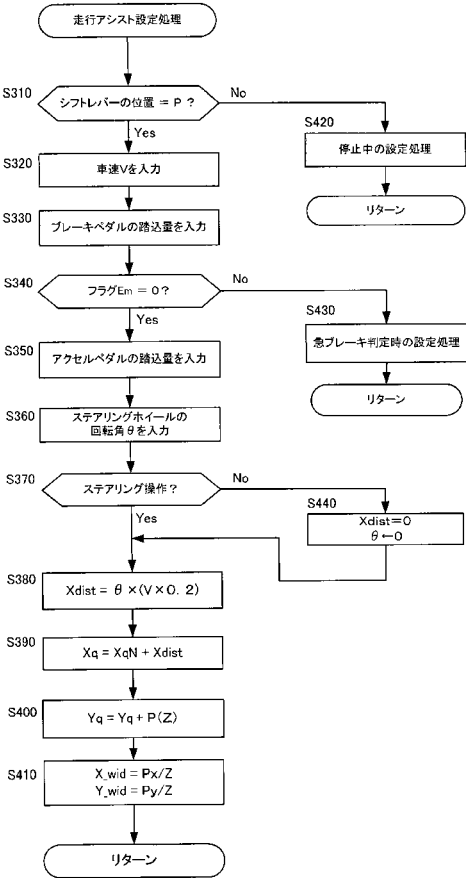 走行アシスト設定処理
S310
シフトレバーの位置 = P ?
No
Yes
S420
停止中の設定処理
リターン
S320
車速Vを入力
S330
ブレーキペダルの踏込量を入力
S340
フラグEm = 0?
No
Yes
S430
急ブレーキ判定時の設定処理
リターン
S350
アクセルペダルの踏込量を入力
S360
ステアリングホイールの
回転角θを入力
S370
ステアリング操作?
No
Yes
S440
Xdist=0
θ←0
S380
Xdist = θ×(V×0. 2)
S390
Xq = XqN + Xdist
S400
Yq = Yq + P(Z)
S410
X_wid = Px/Z
Y_wid = Py/Z
リターン